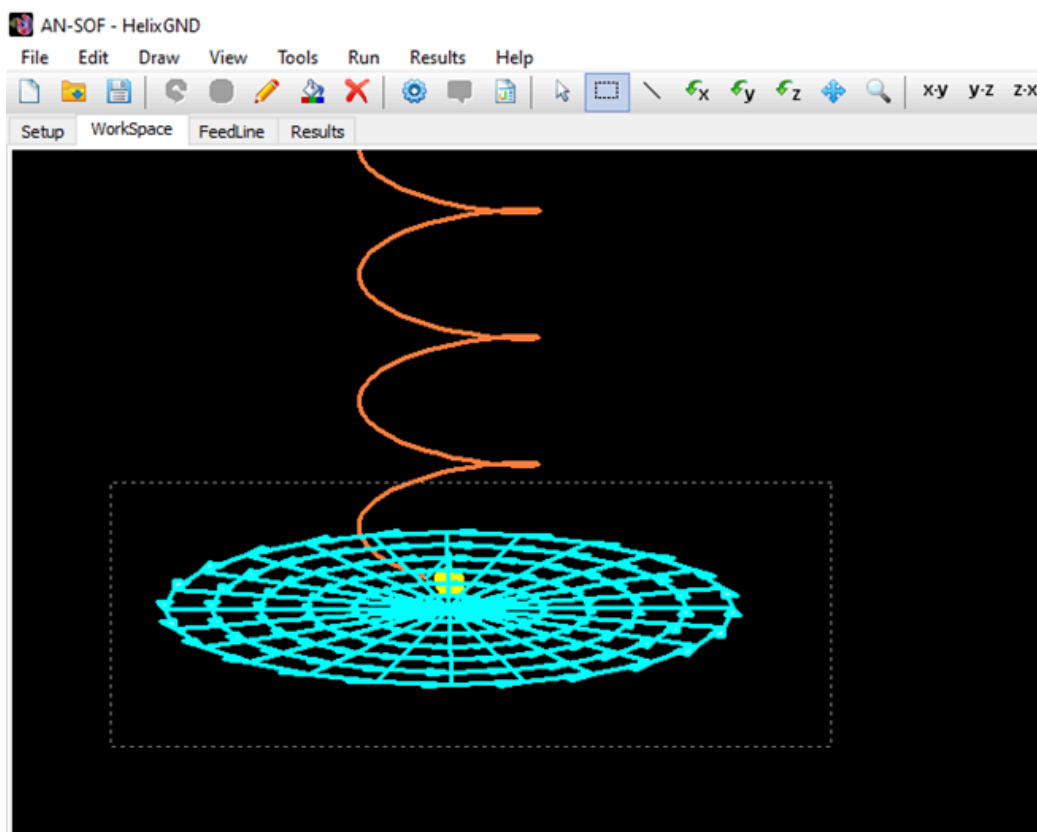 AN-SOF - HelixGND
File Edit Draw View Tools Run Results Help
x y z x-y y-z z-x
Setup WorkSpace FeedLine Results